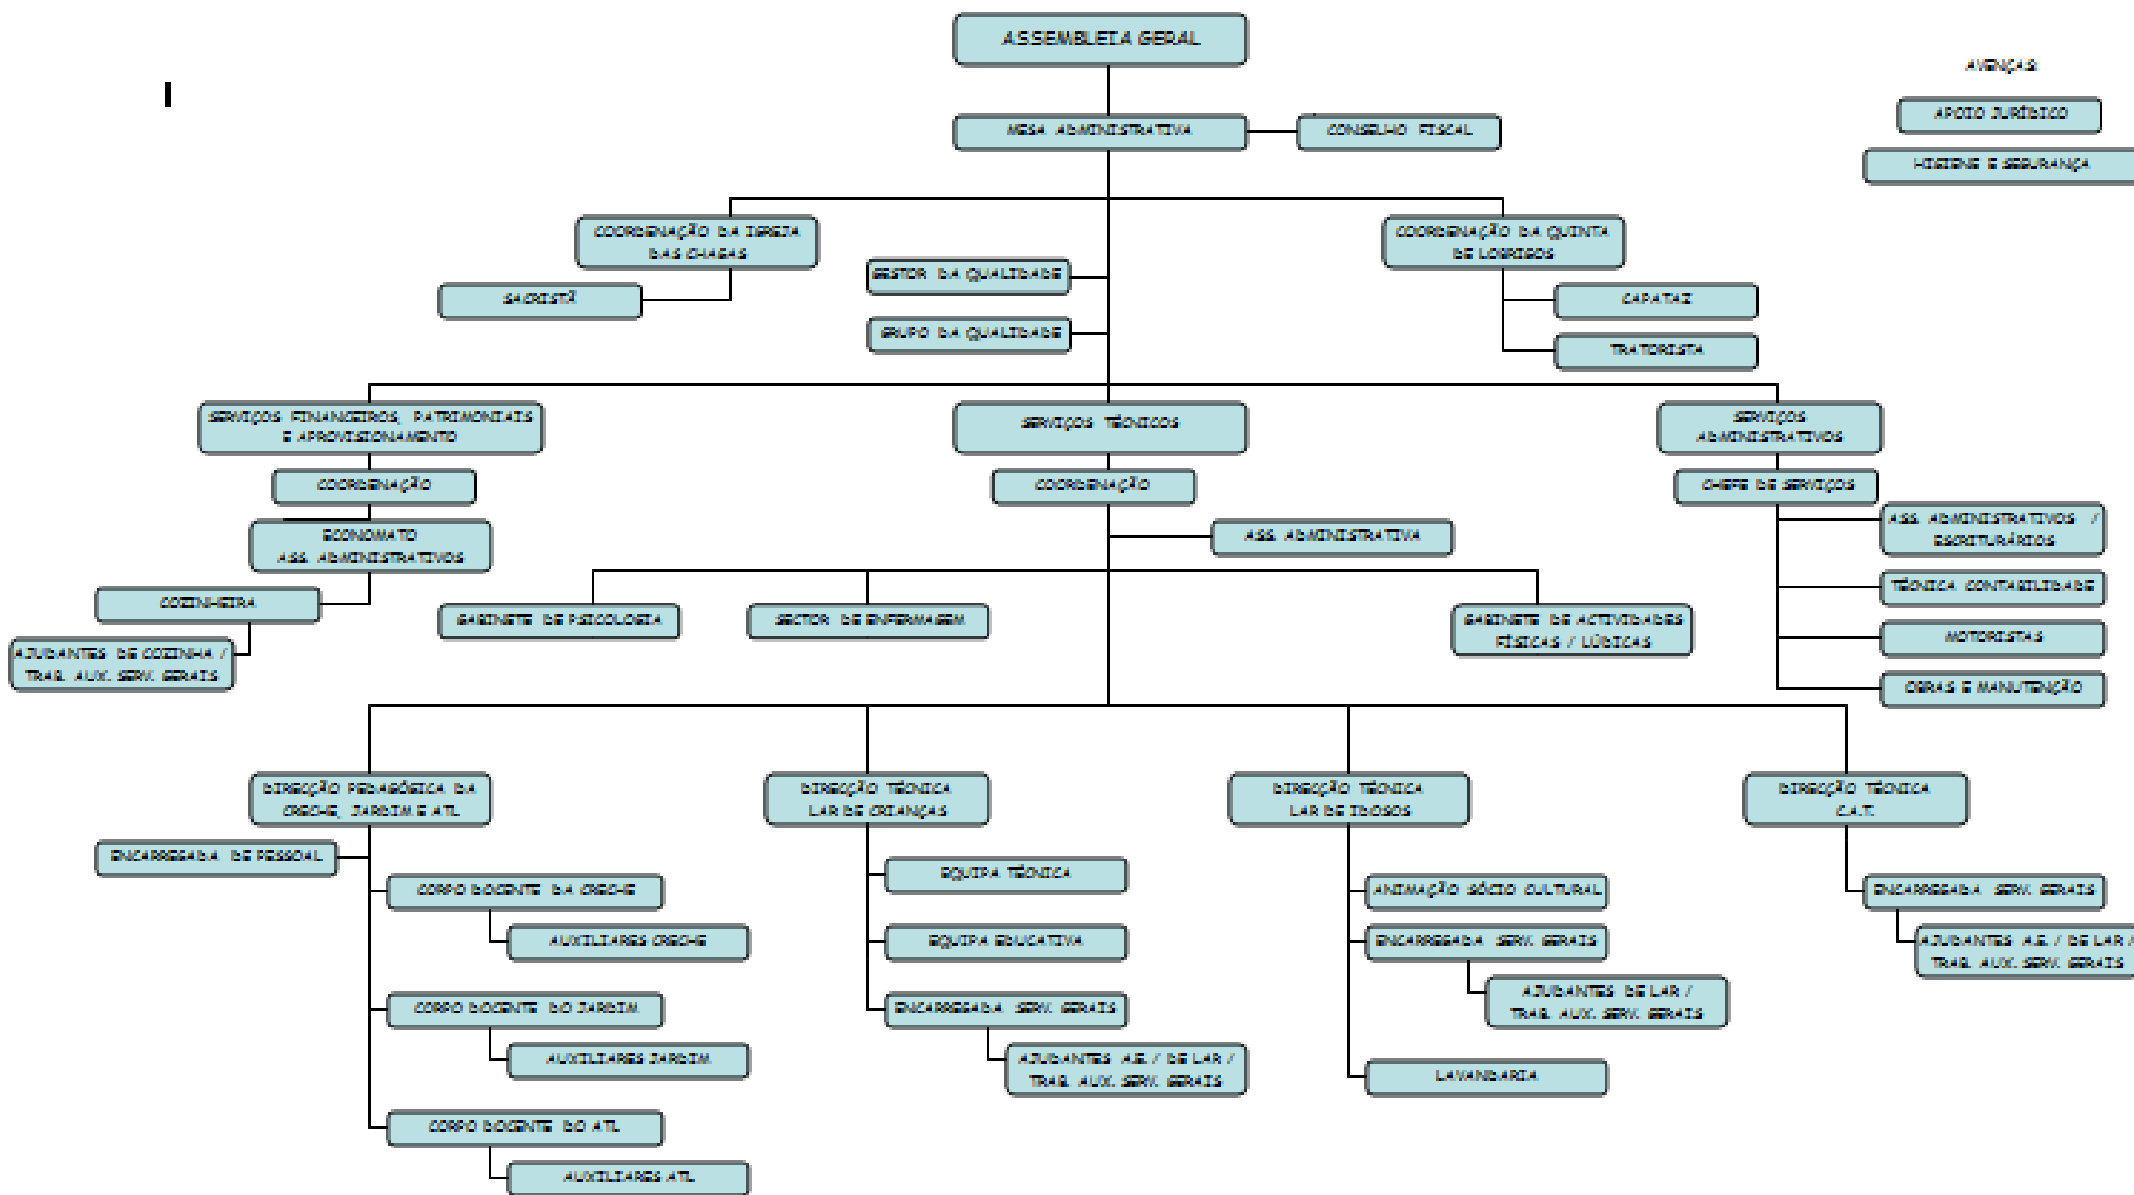 ASSEMBLEIA GERAL
AVENÇAS:
APOIO JURÍDICO
HIGIENE E SEGURANÇA
MESA ADMINISTRATIVA
CONSELHO FISCAL
COORDENAÇÃO DA IGREJA
DAS CHAGAS
SACRISTÃ
GESTOR DA QUALIDADE
GRUPO DA QUALIDADE
COORDENAÇÃO DA QUINTA
DE LOBRIGOS
CAPATAZ
TRATORISTA
SERVIÇOS FINANCEIROS, PATRIMONIAIS
E APROVISIONAMENTO
COORDENAÇÃO
ECONOMATO
ASS. ADMINISTRATIVOS
COZINHEIRA
AJUDANTES DE COZINHA /
TRAB. AUX. SERV. GERAIS
SERVIÇOS TÉCNICOS
COORDENAÇÃO
ASS. ADMINISTRATIVA
GABINETE DE PSICOLOGIA
SECTOR DE ENFERMAGEM
GABINETE DE ACTIVIDADES
FÍSICAS / LÚDICAS
SERVIÇOS
ADMINISTRATIVOS
CHEFE DE SERVIÇOS
ASS. ADMINISTRATIVOS /
ESCRITURÁRIOS
TÉCNICA CONTABILIDADE
MOTORISTAS
OBRAS E MANUTENÇÃO
DIRECÇÃO PEDAGÓGICA DA
CRECHE, JARDIM E ATL
ENCARREGADA DE PESSOAL
CORPO DOCENTE DA CRECHE
AUXILIARES CRECHE
CORPO DOCENTE DO JARDIM
AUXILIARES JARDIM
CORPO DOCENTE DO ATL
AUXILIARES ATL
DIRECÇÃO TÉCNICA
LAR DE CRIANÇAS
EQUIPA TÉCNICA
EQUIPA EDUCATIVA
ENCARREGADA SERV. GERAIS
AJUDANTES A.E. / DE LAR /
TRAB. AUX. SERV. GERAIS
DIRECÇÃO TÉCNICA
LAR DE IDOSOS
ANIMAÇÃO SÓCIO CULTURAL
ENCARREGADA SERV. GERAIS
AJUDANTES DE LAR /
TRAB. AUX. SERV. GERAIS
LAVANDARIA
DIRECÇÃO TÉCNICA
C.A.T.
ENCARREGADA SERV. GERAIS
AJUDANTES A.E. / DE LAR /
TRAB. AUX. SERV. GERAIS